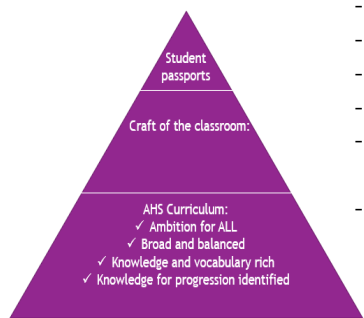 Student
passports
Craft of the classroom:
AHS Curriculum:
✓ Ambition for ALL
✓ Broad and balanced
✓ Knowledge and vocabulary rich
✓ Knowledge for progression identified